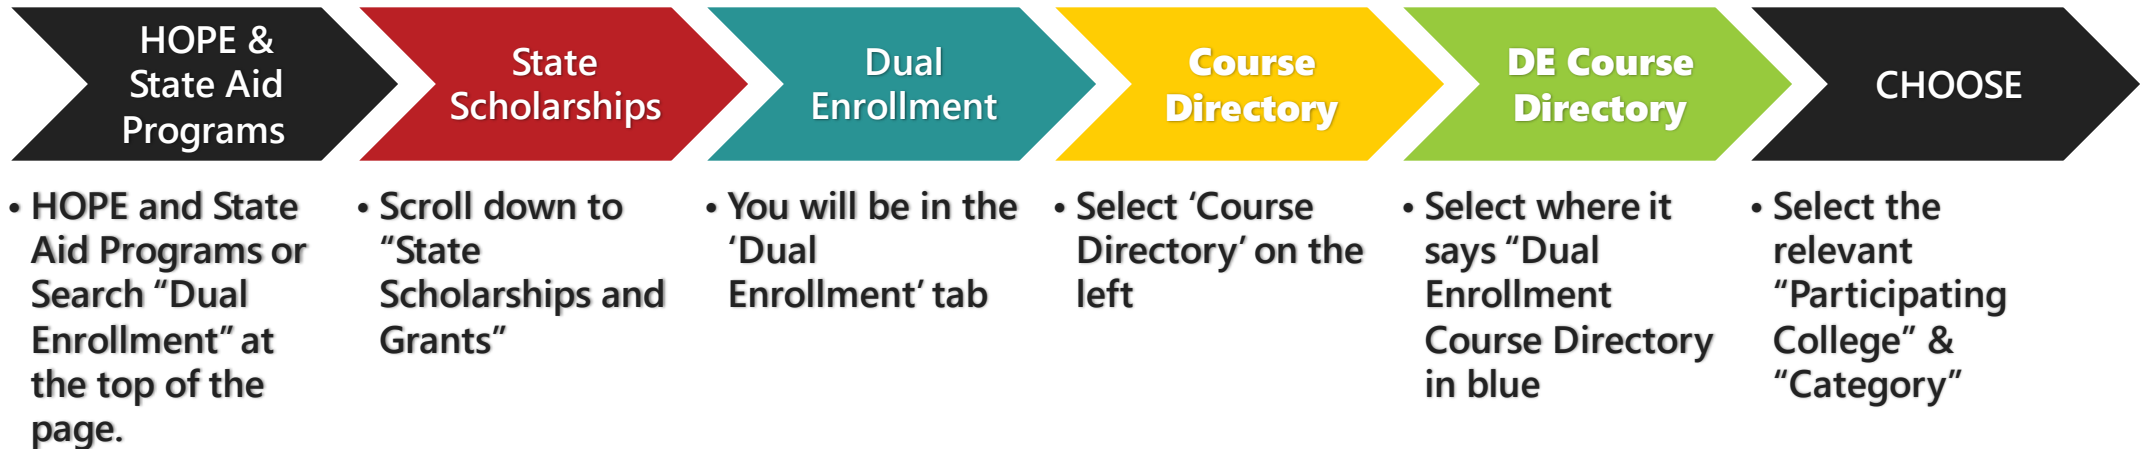 HOPE &
State Aid
Programs
• HOPE and State
Aid Programs or
Search “Dual
Enrollment” at
the top of the
page.
State
Scholarships
• Scroll down to
“State
Scholarships and
Grants”
Dual
Enrollment
• You will be in the
‘Dual
Enrollment’ tab
Course
Directory
• Select ‘Course
Directory’ on the
left
DE Course
Directory
• Select where it
says “Dual
Enrollment
Course Directory
in blue
CHOOSE
• Select the
relevant
“Participating
College” &
“Category”